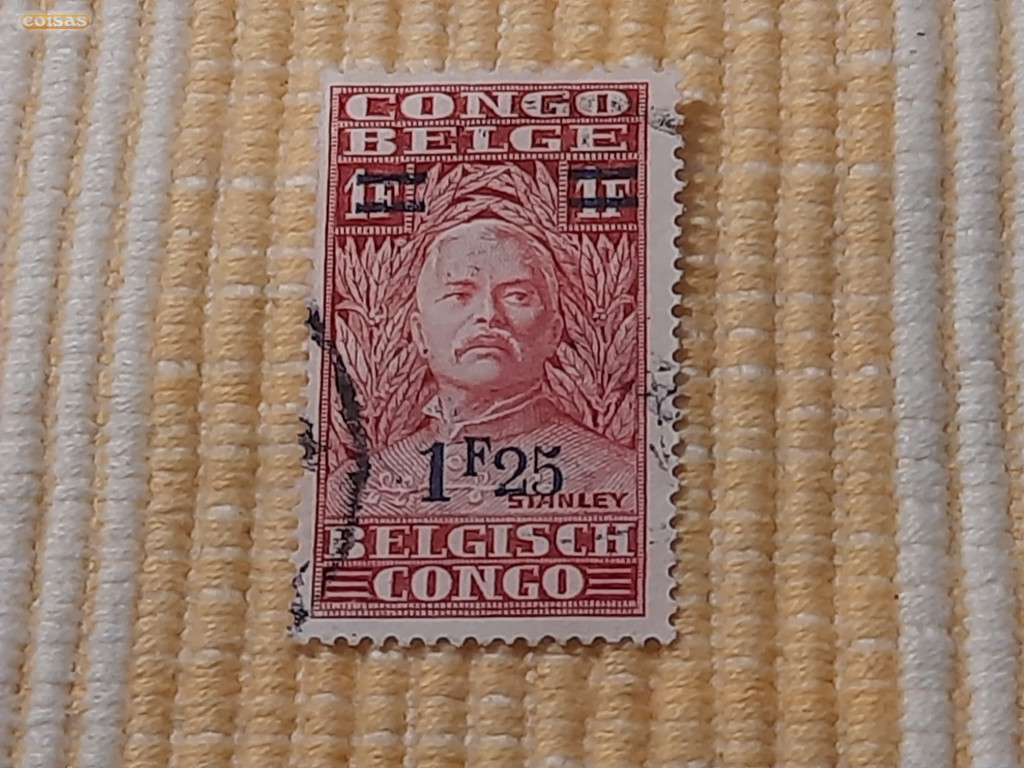 coisas
CONGO
BELGE
1F 1F
1F25
STANLEY
BELGISCH
CONGO